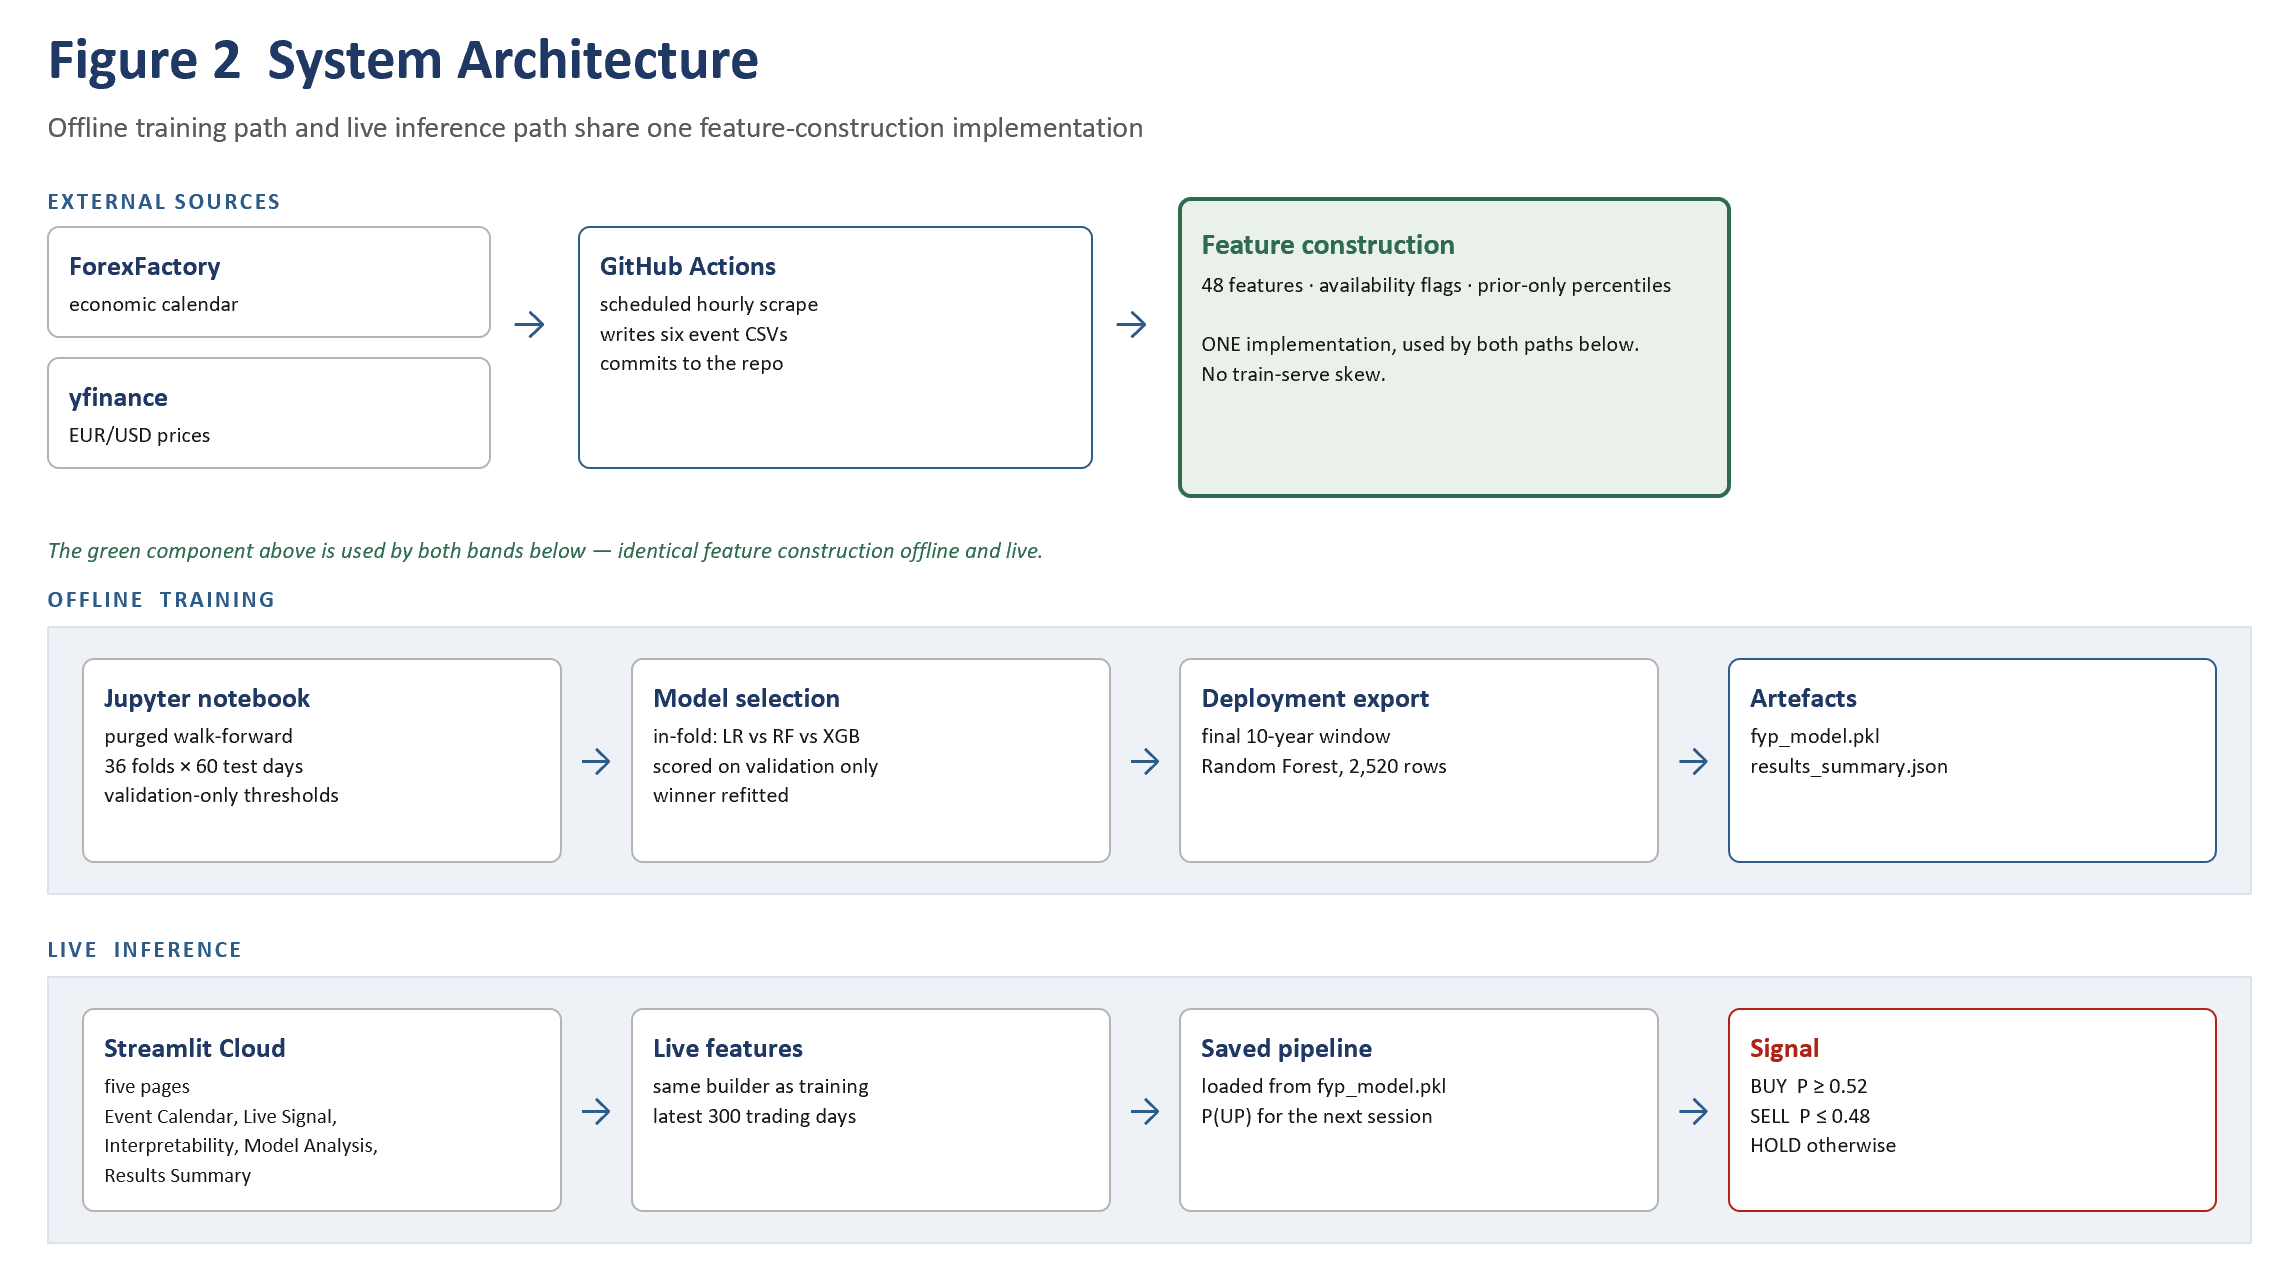 Figure 2  System Architecture
Offline training path and live inference path share one feature-construction implementation
EXTERNAL SOURCES
ForexFactory
economic calendar
yfinance
EUR/USD prices
GitHub Actions
scheduled hourly scrape
writes six event CSVs
commits to the repo
Feature construction
48 features · availability flags · prior-only percentiles
ONE implementation, used by both paths below.
No train-serve skew.
The green component above is used by both bands below — identical feature construction offline and live.
OFFLINE  TRAINING
Jupyter notebook
purged walk-forward
36 folds × 60 test days
validation-only thresholds
Model selection
in-fold: LR vs RF vs XGB
scored on validation only
winner refitted
Deployment export
final 10-year window
Random Forest, 2,520 rows
Artefacts
fyp_model.pkl
results_summary.json
LIVE  INFERENCE
Streamlit Cloud
five pages
Event Calendar, Live Signal,
Interpretability, Model Analysis,
Results Summary
Live features
same builder as training
latest 300 trading days
Saved pipeline
loaded from fyp_model.pkl
P(UP) for the next session
Signal
BUY  P ≥ 0.52
SELL  P ≤ 0.48
HOLD otherwise